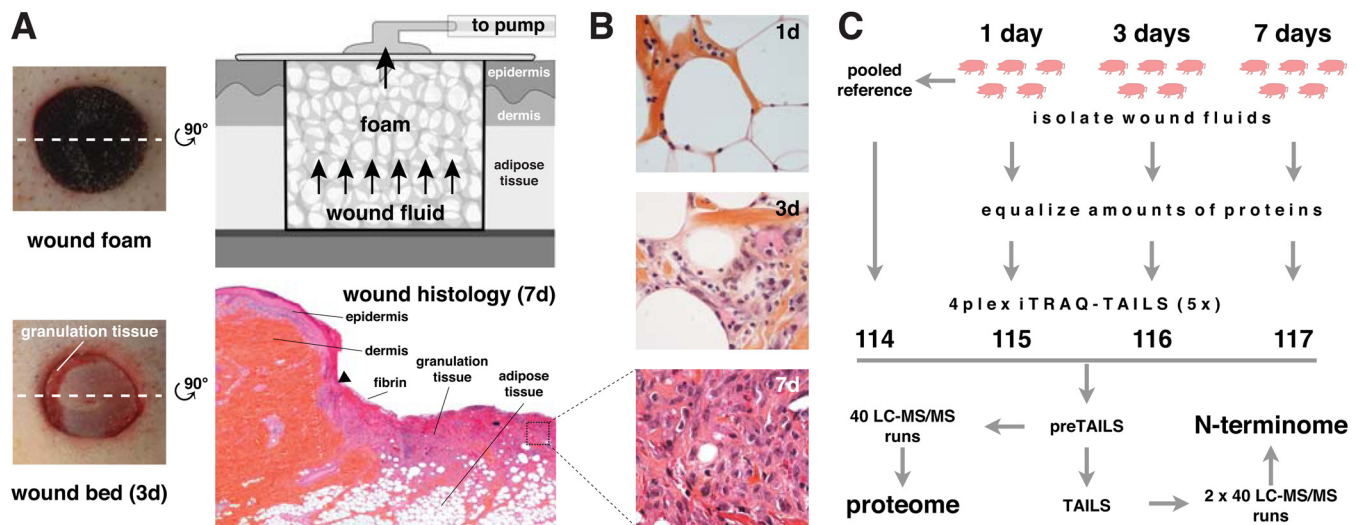 A
to pump
epidermis
dermis
foam
adipose
tissue
wound fluid
90°
wound foam
wound histology (7d)
epidermis
dermis
fibrin
granulation
tissue
adipose
tissue
*
granulation tissue
90°
wound bed (3d)
B
1d
3d
7d
C
1 day 3 days 7 days
pooled
reference
isolate wound fluids
equalize amounts of proteins
4plex iTRAQ-TAILS (5x)
114 115 116 117
40 LC-MS/MS
runs
preTAILS
N-terminome
proteome
TAILS
2 x 40 LC-MS/MS
runs